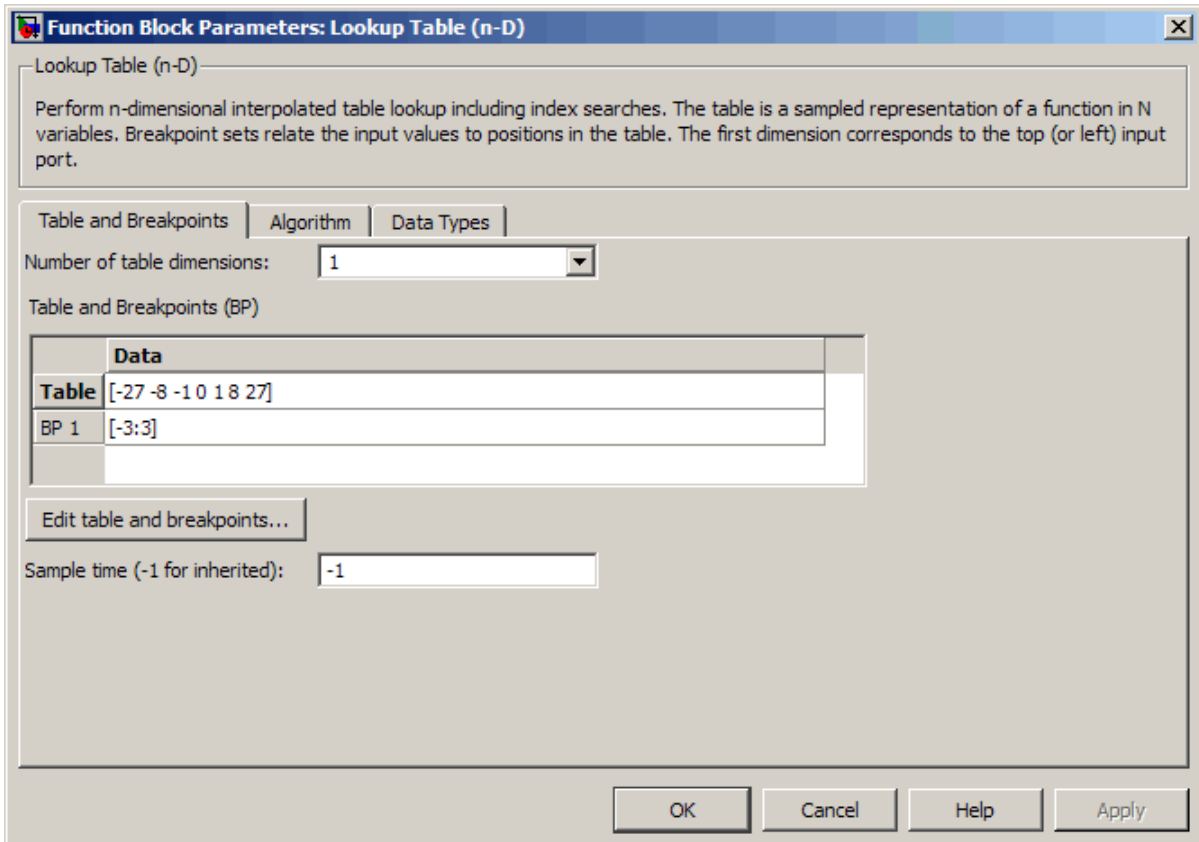 Function Block Parameters: Lookup Table (n-D)
Lookup Table (n-D)
Perform n-dimensional interpolated table lookup including index searches. The table is a sampled representation of a function in N
variables. Breakpoint sets relate the input values to positions in the table. The first dimension corresponds to the top (or left) input
port.
Table and Breakpoints Algorithm Data Types
Number of table dimensions: 1
Table and Breakpoints (BP)
Data
Table [-27 -8 -1 0 1 8 27]
BP 1 [-3:3]
Edit table and breakpoints...
Sample time (-1 for inherited): -1
OK Cancel Help Apply